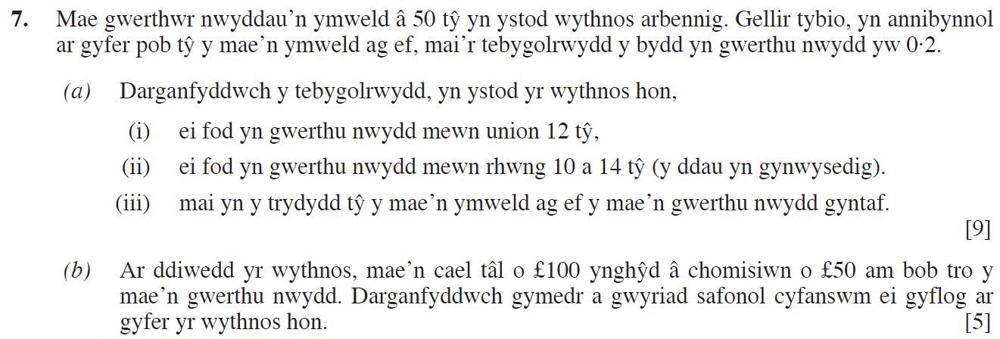 7. Mae gwerthwr nwyddau’n ymweld â 50 tŷ yn ystod wythnos arbennig. Gellir tybio, yn annibynnol
ar gyfer pob tŷ y mae’n ymweld ag ef, mai’r tebygolrwydd y bydd yn gwerthu nwydd yw 0·2.
(a) Darganfyddwch y tebygolrwydd, yn ystod yr wythnos hon,
(i) ei fod yn gwerthu nwydd mewn union 12 tŷ,
(ii) ei fod yn gwerthu nwydd mewn rhwng 10 a 14 tŷ (y ddau yn gynwysedig).
(iii) mai yn y trydydd tŷ y mae’n ymweld ag ef y mae’n gwerthu nwydd gyntaf.
[9]
(b) Ar ddiwedd yr wythnos, mae’n cael tâl o £100 ynghŷd â chomisiwn o £50 am bob tro y
mae’n gwerthu nwydd. Darganfyddwch gymedr a gwyriad safonol cyfanswm ei gyflog ar
gyfer yr wythnos hon. [5]